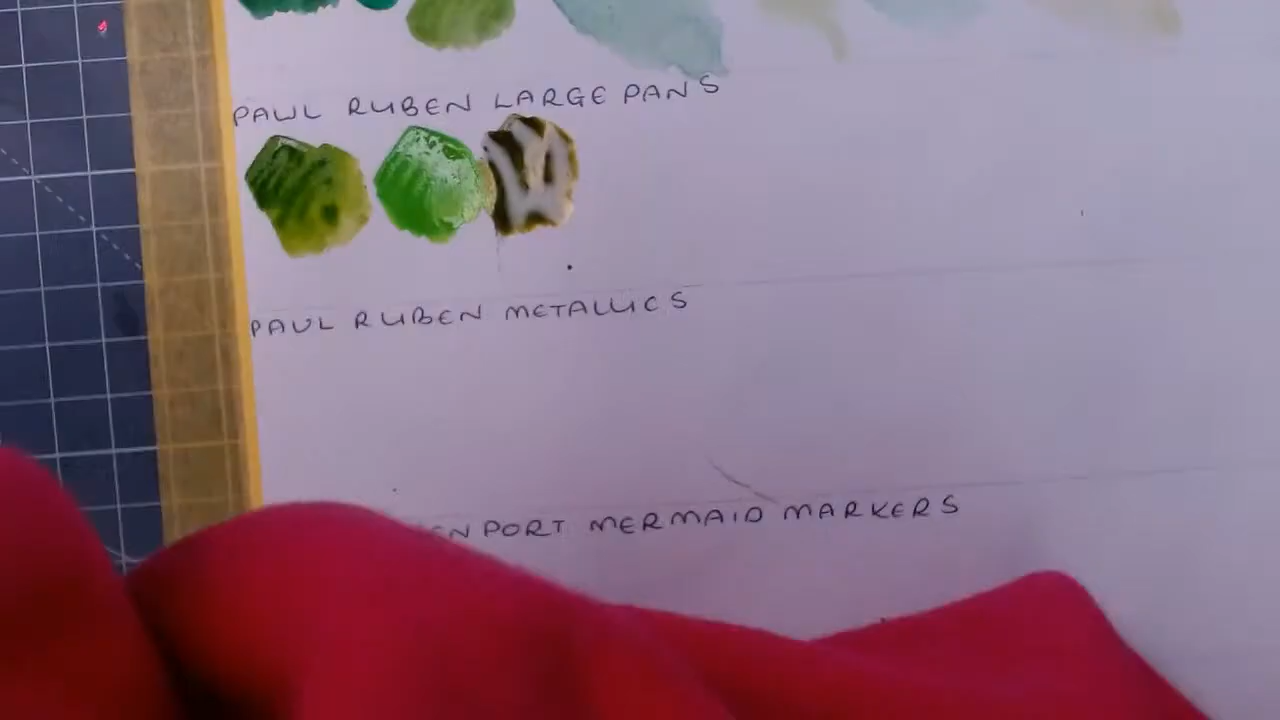 PAUL RUBEN LARGE PANS
PAUL RUBEN METALLICS
MERMAID MARKERS